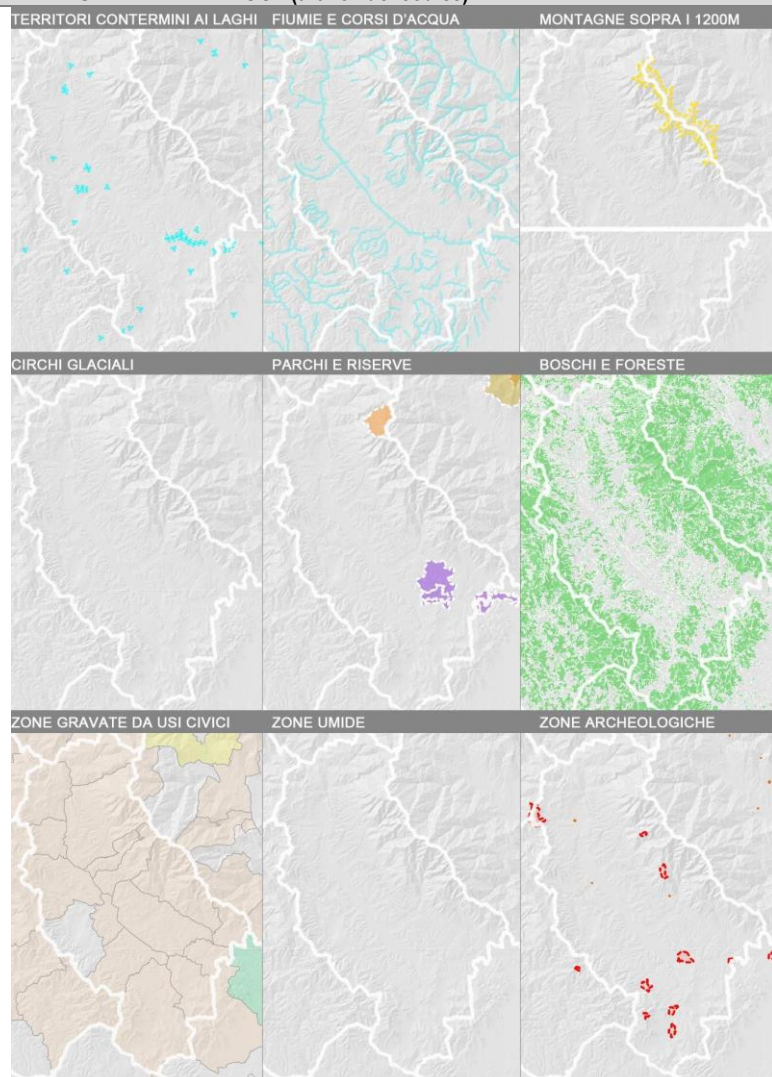 TERRITORI CONTERMINI AI LAGHI FIUMIE E CORSI D'ACQUA MONTAGNE SOPRA I 1200M
CIRCHI GLACIALI PARCHI E RISERVE BOSCHI E FORESTE
ZONE GRAVATE DA USI CIVICI ZONE UMIDE ZONE ARCHEOLOGICHE